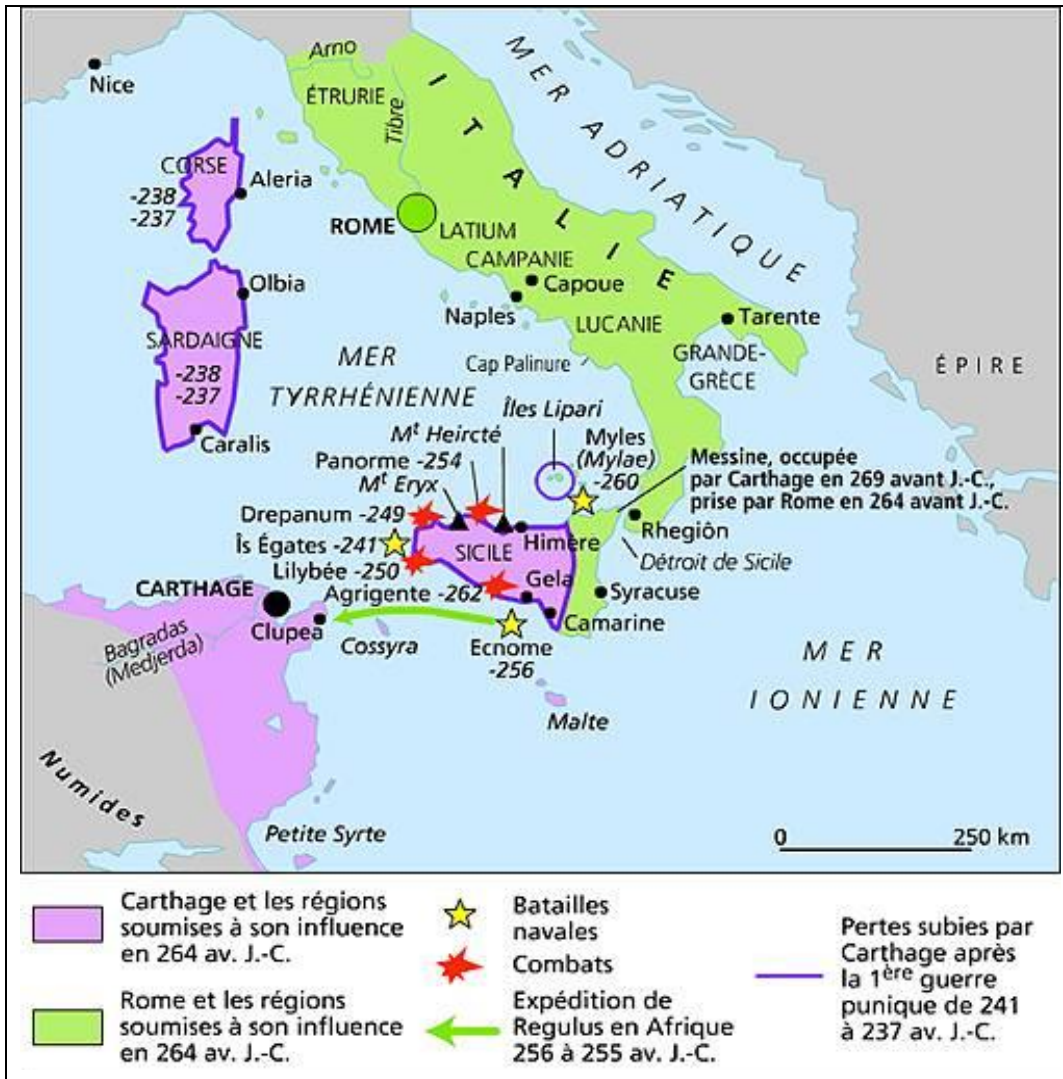 Nice
Arno
ÉTRURIE
Tibre
ITALIE
MER ADRIATIQUE
CORSE
-238
-237
Aleria
ROME
LATIUM
CAMPANIE
Capoue
Naples
LUCANIE
Tarente
Olbia
SARDAIGNE
-238
-237
Caralis
MER
TYRRHÉNIENNE
Cap Palinure
GRANDE-
GRÈCE
ÉPIRE
Îles Lipari
Mt Heircté
Panorme -254
Mt Eryx
Myles
(Mylae)
-260
Messine, occupée
par Carthage en 269 avant J.-C.,
prise par Rome en 264 avant J.-C.
Drepanum -249
Îs Égates -241
Lilybée -250
SICILE
Himère
Rhegiôn
Détroit de Sicile
CARTHAGE
Agrigente -262
Gela
Syracuse
Clupea
Camarine
Bagradas
(Medjerda)
Cossyra
Ecnome
-256
MER
IONIENNE
Malte
Numides
Petite Syrte
0 250 km
Carthage et les régions
soumises à son influence
en 264 av. J.-C.
Rome et les régions
soumises à son influence
en 264 av. J.-C.
Batailles
navales
Combats
Expédition de
Regulus en Afrique
256 à 255 av. J.-C.
Pertes subies par
Carthage après
la 1ère guerre
punique de 241
à 237 av. J.-C.